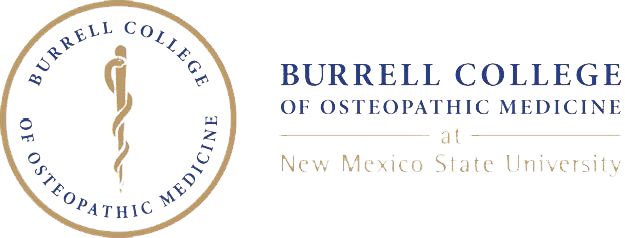 BURRELL COLLEGE
OF OSTEOPATHIC MEDICINE
BURRELL COLLEGE
OF OSTEOPATHIC MEDICINE
at
New Mexico State University